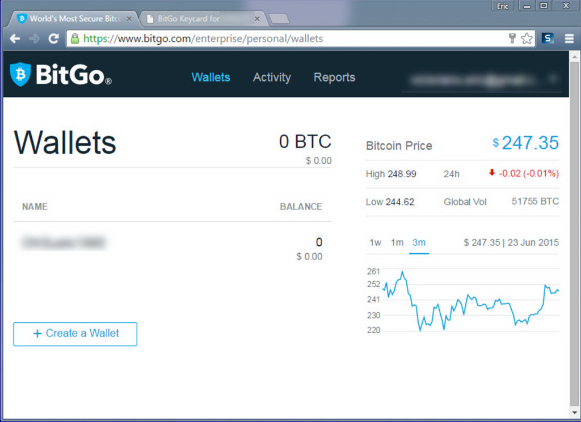 Eric
World's Most Secure Bitc
BitGo Keycard for
https://www.bitgo.com/enterprise/personal/wallets
BitGo®
Wallets
Activity
Reports
Wallets
0 BTC
$ 0.00
NAME
BALANCE
0
$ 0.00
+ Create a Wallet
Bitcoin Price
$ 247.35
High 248.99
24h
-0.02 (-0.01%)
Low 244.62
Global Vol
51755 BTC
1w
1m
3m
$ 247.35 | 23 Jun 2015
261
252
241
230
220